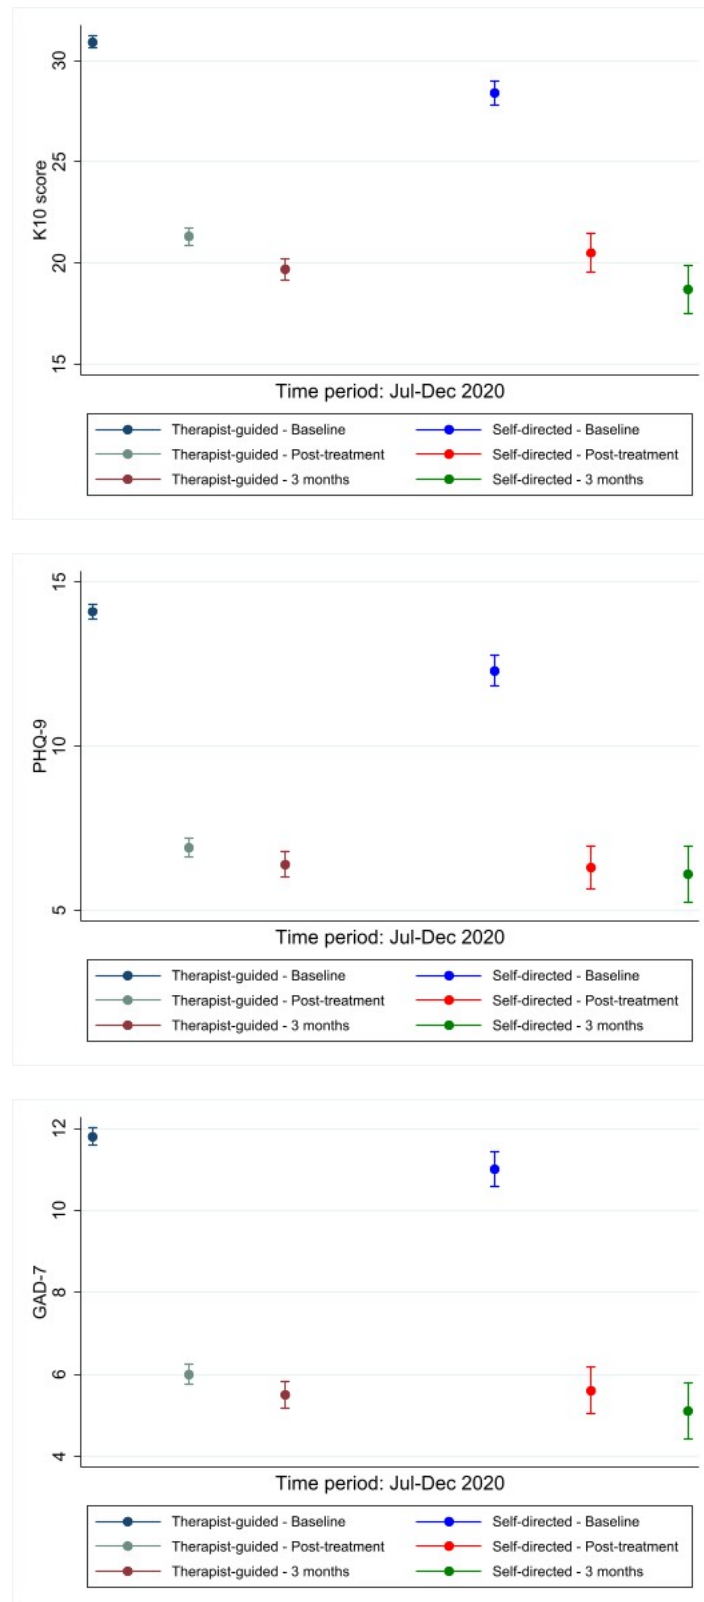 30
25
20
15
K10 score
Time period: Jul-Dec 2020
Therapist-guided - Baseline Self-directed - Baseline
Therapist-guided - Post-treatment Self-directed - Post-treatment
Therapist-guided - 3 months Self-directed - 3 months
15
10
5
PHQ-9
Time period: Jul-Dec 2020
Therapist-guided - Baseline Self-directed - Baseline
Therapist-guided - Post-treatment Self-directed - Post-treatment
Therapist-guided - 3 months Self-directed - 3 months
12
10
8
6
4
GAD-7
Time period: Jul-Dec 2020
Therapist-guided - Baseline Self-directed - Baseline
Therapist-guided - Post-treatment Self-directed - Post-treatment
Therapist-guided - 3 months Self-directed - 3 months